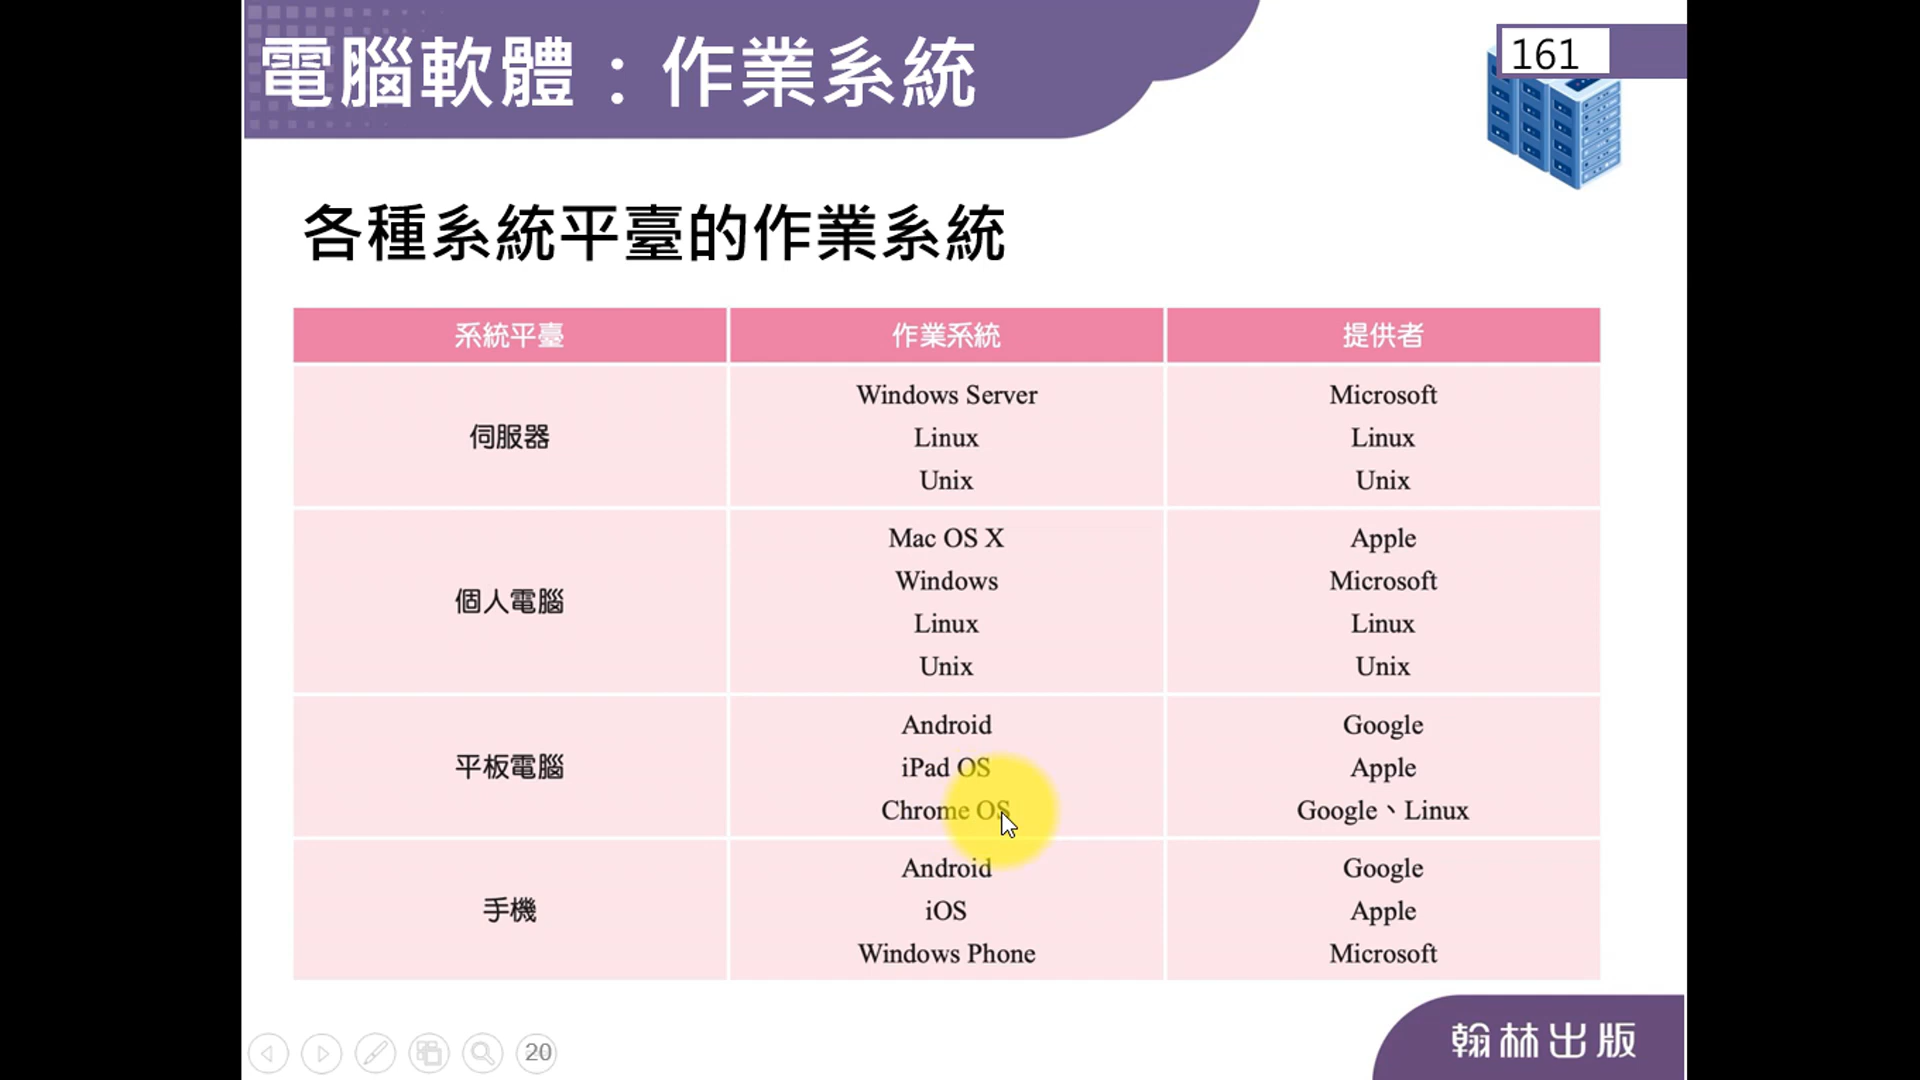 電腦軟體：作業系統
161
各種系統平臺的作業系統
系統平臺 作業系統 提供者
伺服器
Windows Server Microsoft
Linux Linux
Unix Unix
個人電腦
Mac OS X Apple
Windows Microsoft
Linux Linux
Unix Unix
平板電腦
Android Google
iPad OS Apple
Chrome OS Google、Linux
手機
Android Google
iOS Apple
Windows Phone Microsoft
20
翰林出版